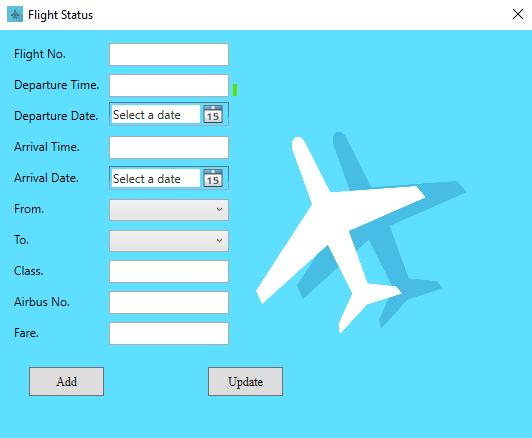 Flight Status
Flight No.
Departure Time.
Departure Date. Select a date 15
Arrival Time.
Arrival Date. Select a date 15
From.
To.
Class.
Airbus No.
Fare.
Add Update